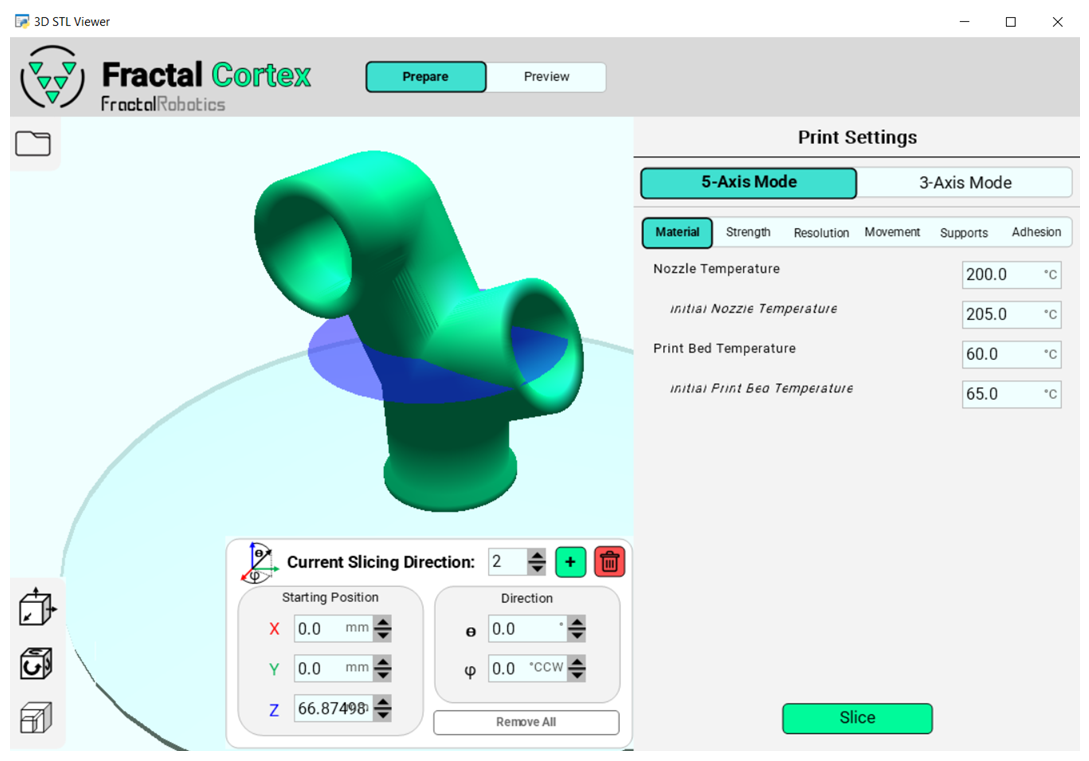 3D STL Viewer
Fractal Cortex
FractalRobotics
Prepare Preview
Print Settings
5-Axis Mode 3-Axis Mode
Material Strength Resolution Movement Supports Adhesion
Nozzle Temperature 200.0 °C
Initial Nozzle Temperature 205.0 °C
Print Bed Temperature 60.0 °C
Initial Print Bed Temperature 65.0 °C
Θ
φ
Current Slicing Direction: 2 +
Starting Position Direction
X 0.0 mm Θ 0.0 °
Y 0.0 mm φ 0.0 °CCW
Z 66.87498
Remove All
Slice